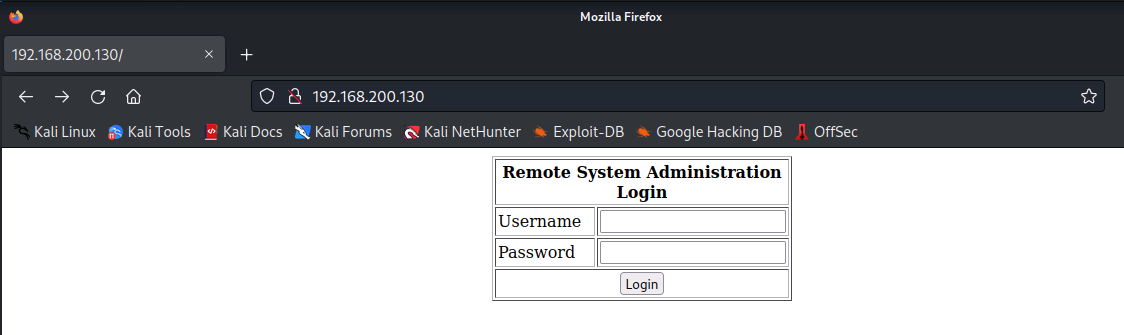 Mozilla Firefox
192.168.200.130/
192.168.200.130
Kali Linux Kali Tools Kali Docs Kali Forums Kali NetHunter Exploit-DB Google Hacking DB OffSec
Remote System Administration
Login
Username
Password
Login